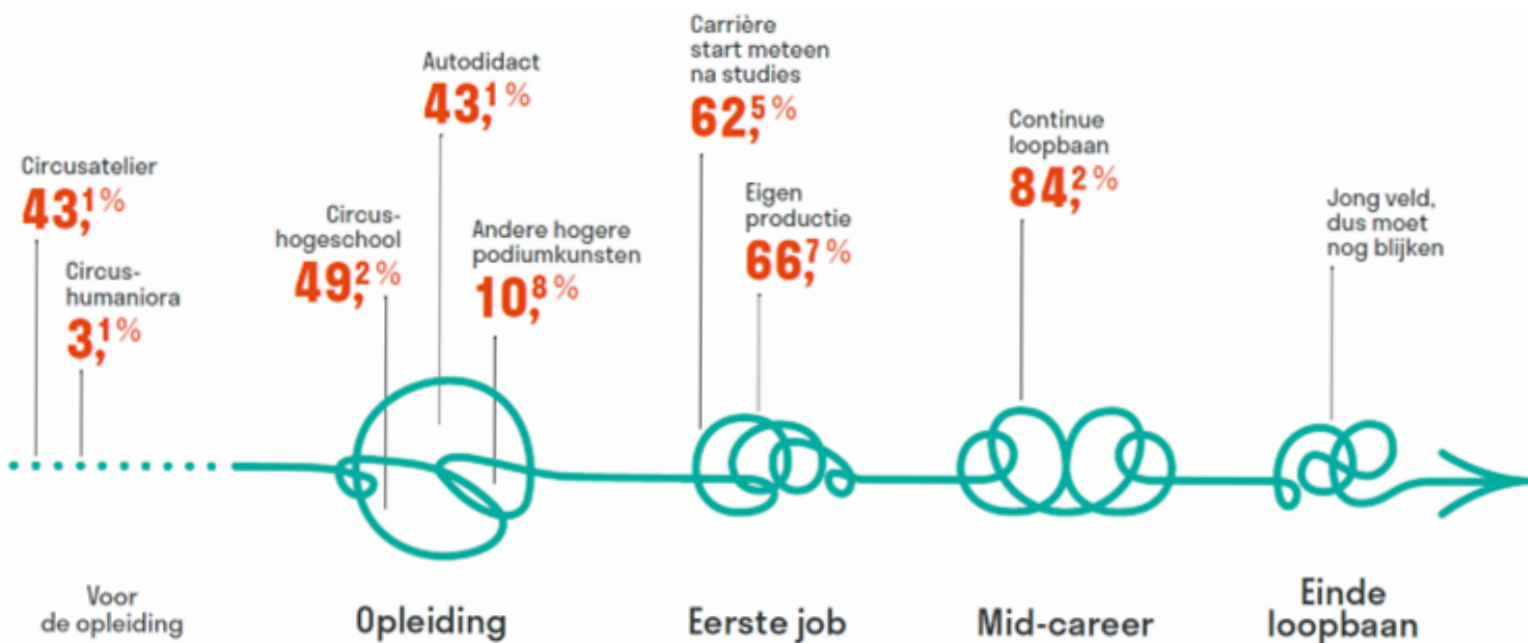 Circusatelier
43,1%
Circus-
humaniora
3,1%
Circus-
hogeschool
49,2%
Autodidact
43,1%
Andere hogere
podiumkunsten
10,8%
Carrière
start meteen
na studies
62,5%
Eigen
productie
66,7%
Continue
loopbaan
84,2%
Jong veld,
dus moet
nog blijken
Voor
de opleiding
Opleiding
Eerste job
Mid-career
Einde
loopbaan